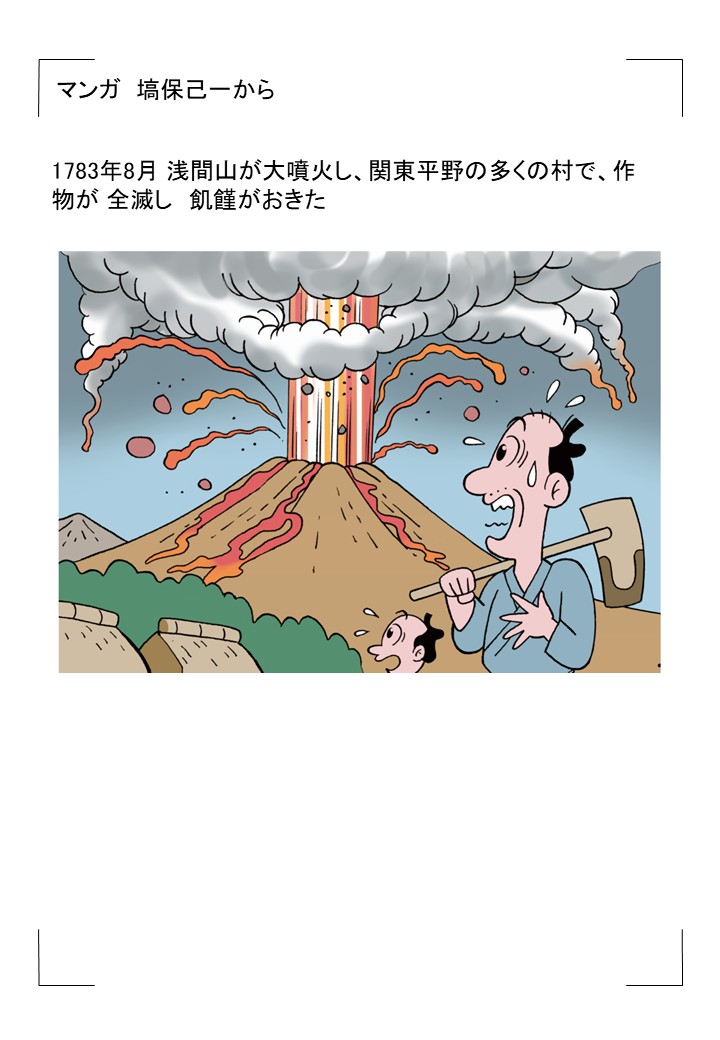 マンガ　塙保己一から
1783年8月 浅間山が大噴火し、関東平野の多くの村で、作
物が 全滅し　飢饉がおきた